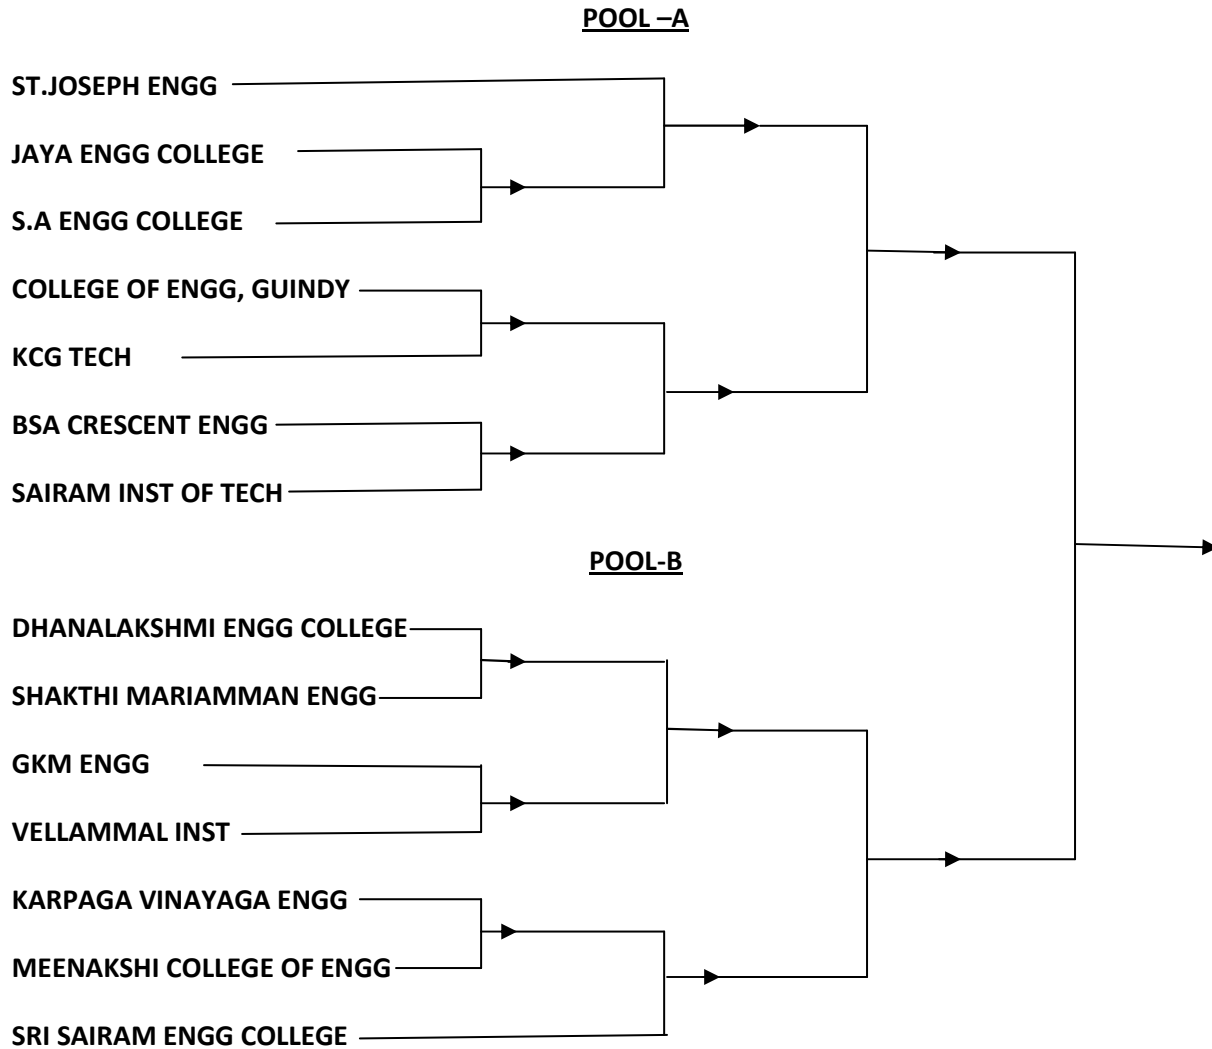 POOL –A
ST.JOSEPH ENGG
JAYA ENGG COLLEGE
S.A ENGG COLLEGE
COLLEGE OF ENGG, GUINDY
KCG TECH
BSA CRESCENT ENGG
SAIRAM INST OF TECH
POOL-B
DHANALAKSHMI ENGG COLLEGE
SHAKTHI MARIAMMAN ENGG
GKM ENGG
VELLAMMAL INST
KARPAGA VINAYAGA ENGG
MEENAKSHI COLLEGE OF ENGG
SRI SAIRAM ENGG COLLEGE